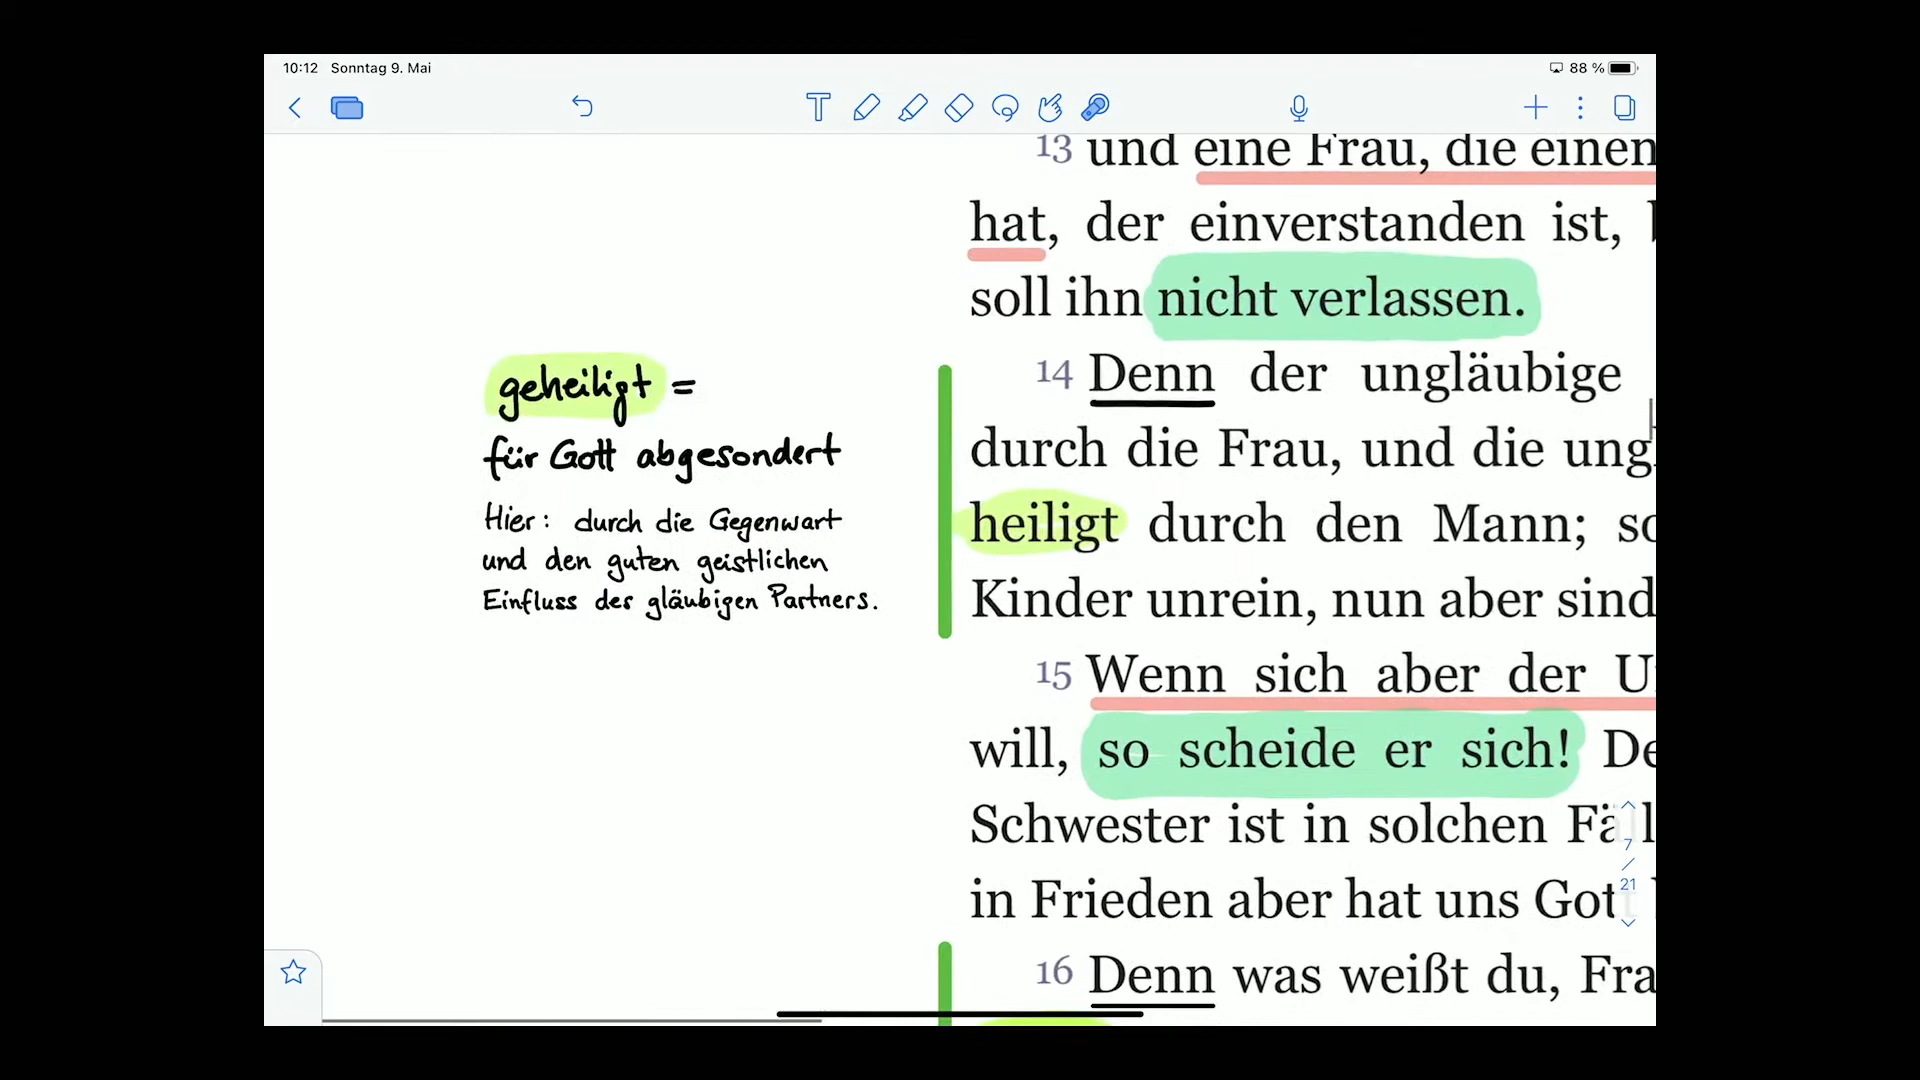 10:12 Sonntag 9. Mai
88 %
13 und eine Frau, die einen
hat, der einverstanden ist,
soll ihn nicht verlassen.
geheiligt =
für Gott abgesondert
Hier: durch die Gegenwart
und den guten geistlichen
Einfluss des gläubigen Partners.
14 Denn der ungläubige
durch die Frau, und die ung
heiligt durch den Mann; so
Kinder unrein, nun aber sind
15 Wenn sich aber der U
will, so scheide er sich! De
Schwester ist in solchen Fäl
in Frieden aber hat uns Gott
16 Denn was weißt du, Fra
7
/
21